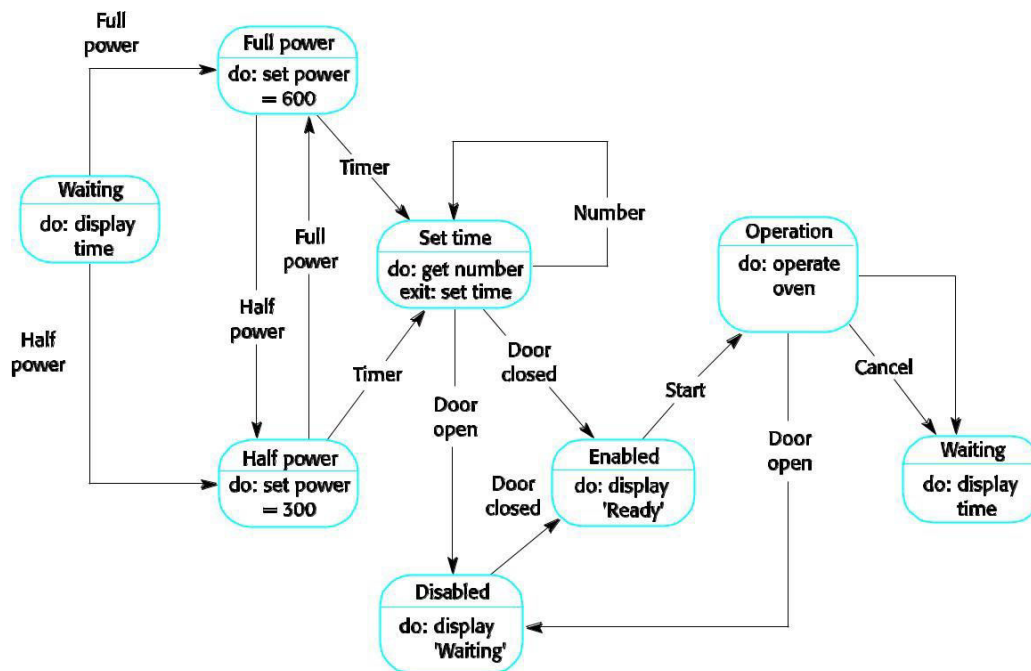 Full
power
Full power
do: set power
= 600
Timer
Waiting
do: display
time
Full
power
Number
Set time
do: get number
exit: set time
Operation
do: operate
oven
Half
power
Half
power
Timer
Door
closed
Door
open
Start
Cancel
Door
open
Half power
do: set power
= 300
Door
closed
Enabled
do: display
'Ready'
Waiting
do: display
time
Disabled
do: display
'Waiting'